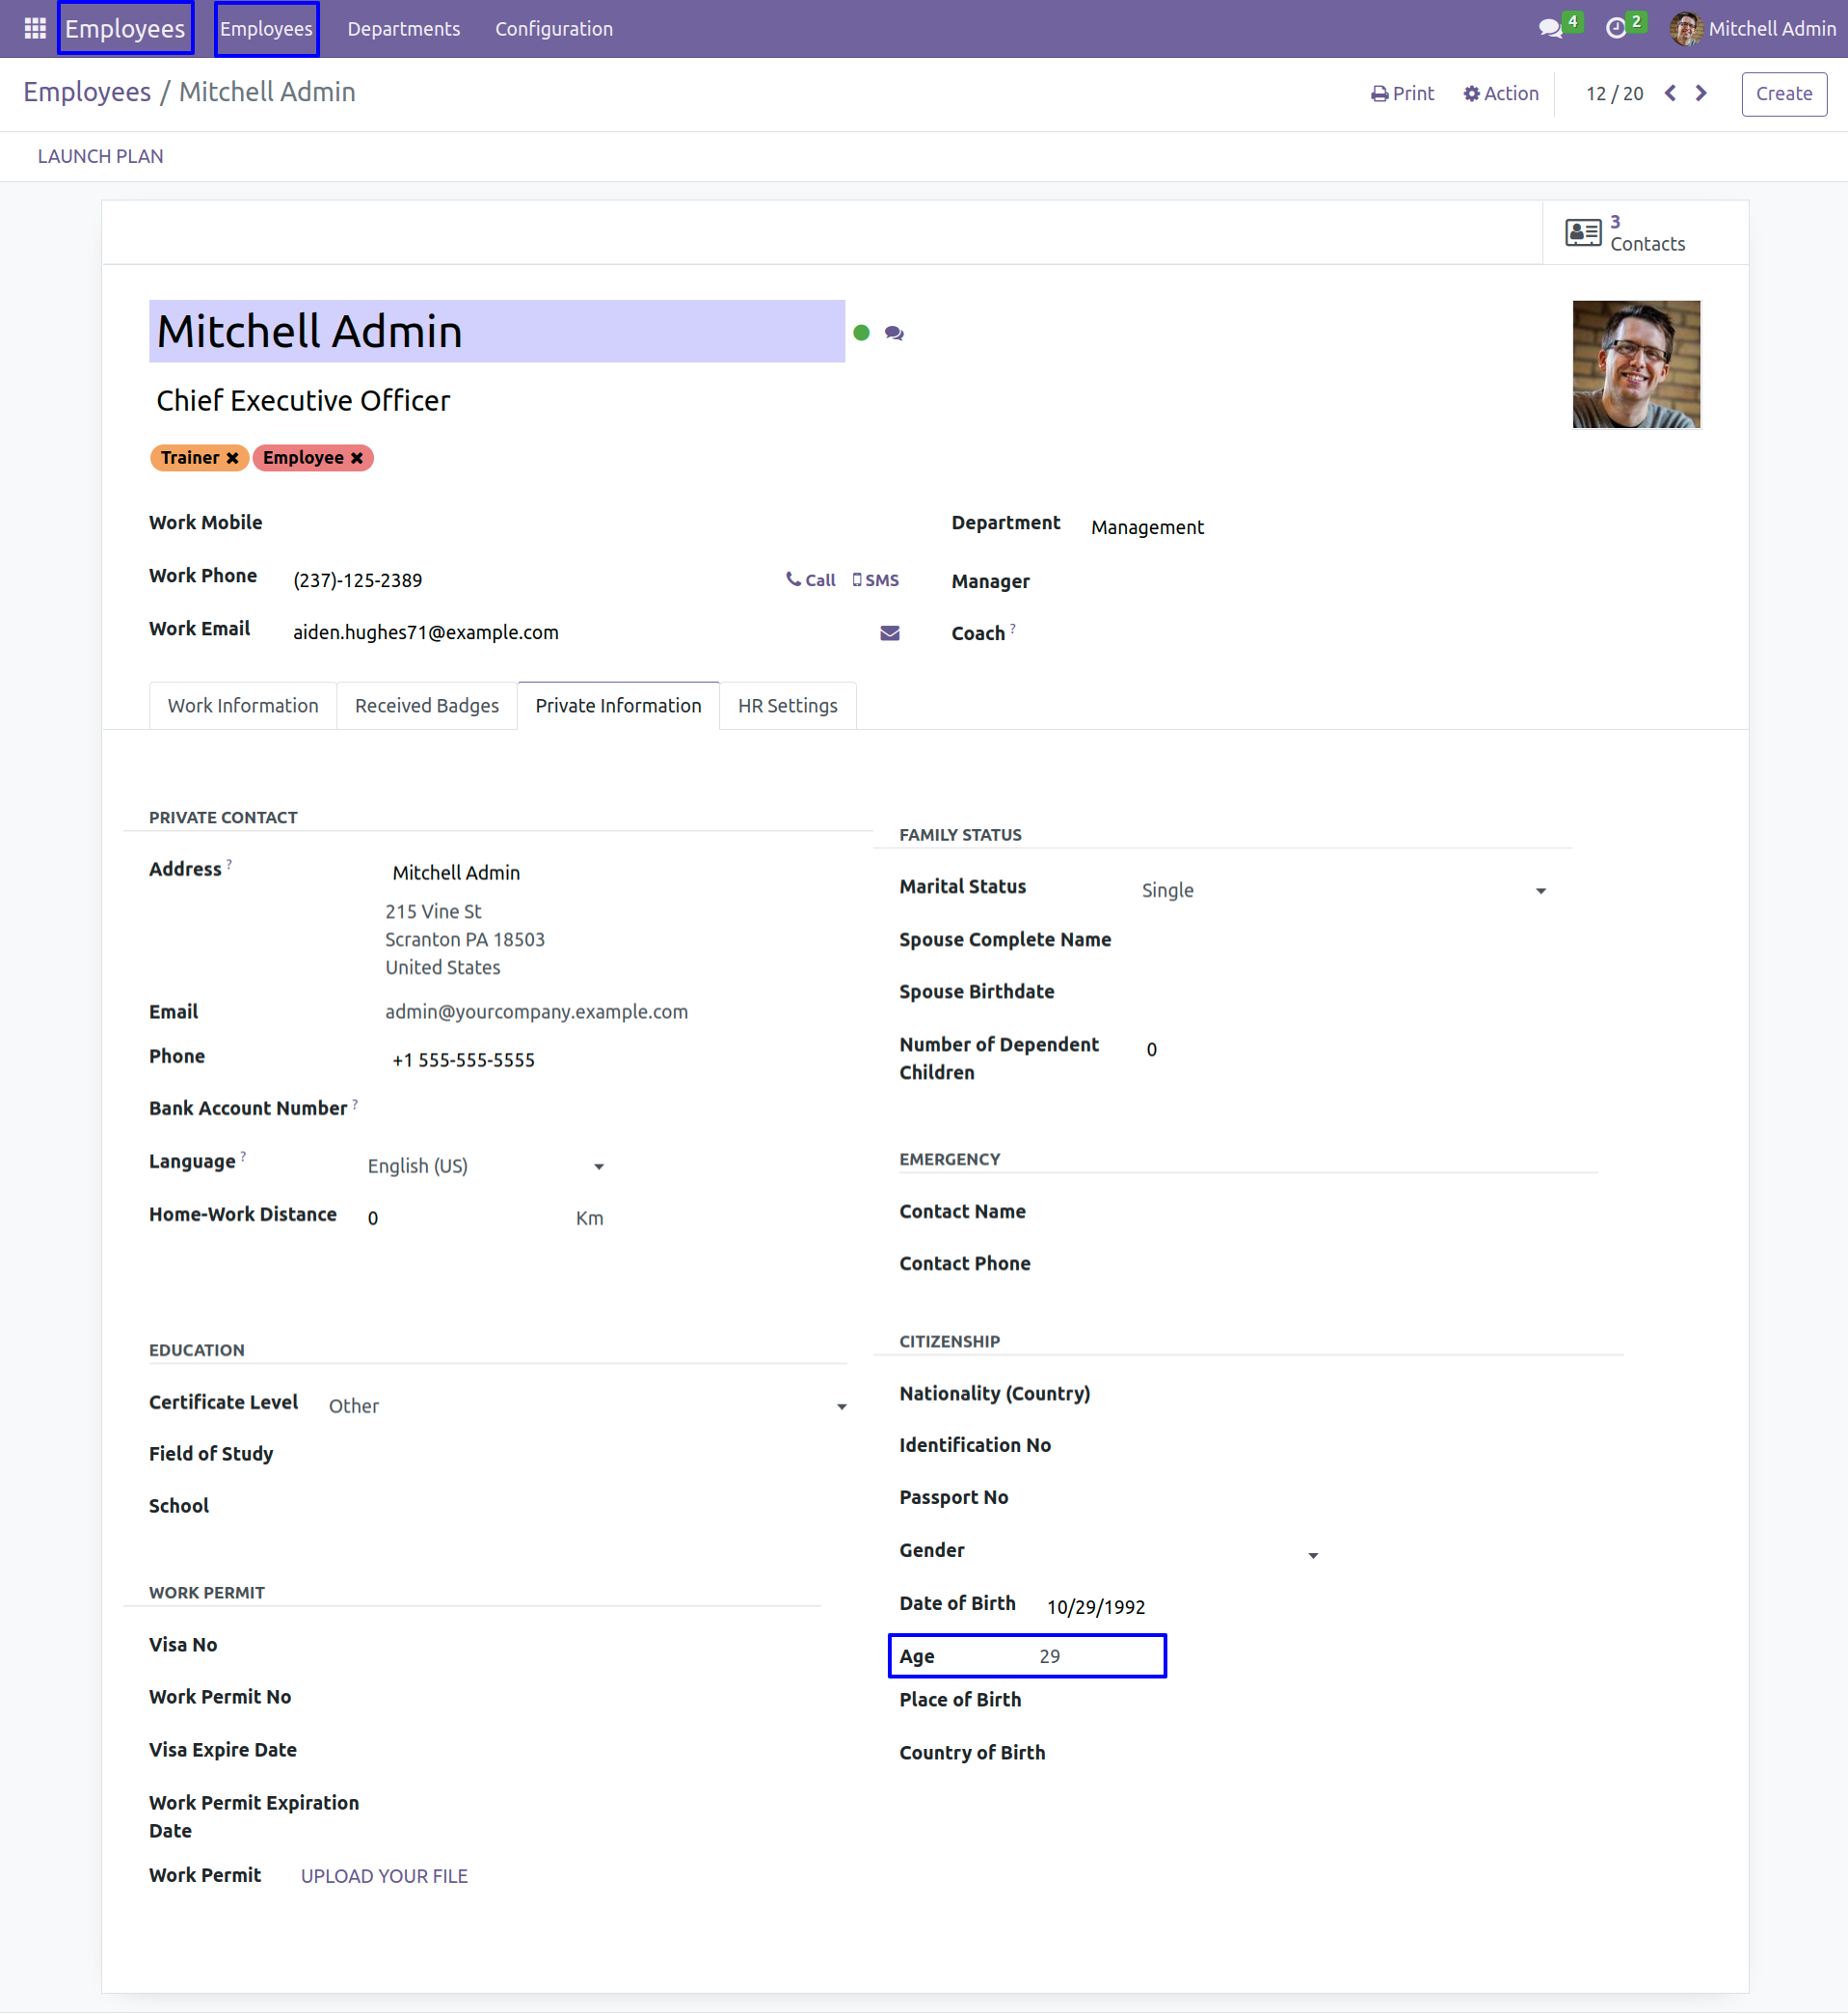 Employees Employees Departments Configuration 4 2 Mitchell Admin
Employees / Mitchell Admin Print Action 12 / 20 Create
LAUNCH PLAN
3
Contacts
Mitchell Admin
Chief Executive Officer
Trainer Employee
Work Mobile
Work Phone (237)-125-2389 Call SMS
Work Email aiden.hughes71@example.com
Department Management
Manager
Coach ?
Work Information Received Badges Private Information HR Settings
PRIVATE CONTACT
Address ? Mitchell Admin
215 Vine St
Scranton PA 18503
United States
Email admin@yourcompany.example.com
Phone +1 555-555-5555
Bank Account Number ?
Language ? English (US)
Home-Work Distance 0 Km
FAMILY STATUS
Marital Status Single
Spouse Complete Name
Spouse Birthdate
Number of Dependent 0
Children
EMERGENCY
Contact Name
Contact Phone
EDUCATION
Certificate Level Other
Field of Study
School
CITIZENSHIP
Nationality (Country)
Identification No
Passport No
Gender
Date of Birth 10/29/1992
Age 29
Place of Birth
Country of Birth
WORK PERMIT
Visa No
Work Permit No
Visa Expire Date
Work Permit Expiration
Date
Work Permit UPLOAD YOUR FILE